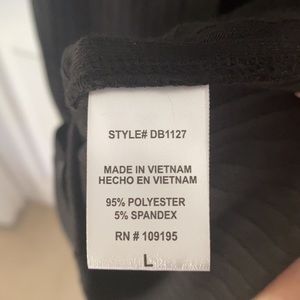 STYLE# DB1127
MADE IN VIETNAM
HECHO EN VIETNAM
95% POLYESTER
5% SPANDEX
RN # 109195
L